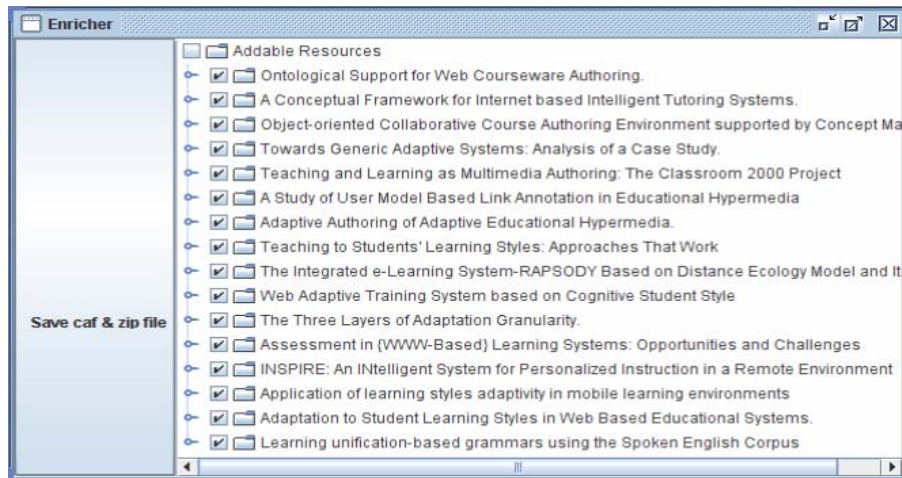 Enricher
Addable Resources
Ontological Support for Web Courseware Authoring.
A Conceptual Framework for Internet based Intelligent Tutoring Systems.
Object-oriented Collaborative Course Authoring Environment supported by Concept Ma
Towards Generic Adaptive Systems: Analysis of a Case Study.
Teaching and Learning as Multimedia Authoring: The Classroom 2000 Project
A Study of User Model Based Link Annotation in Educational Hypermedia
Adaptive Authoring of Adaptive Educational Hypermedia.
Teaching to Students' Learning Styles: Approaches That Work
The Integrated e-Learning System-RAPSODY Based on Distance Ecology Model and It
Web Adaptive Training System based on Cognitive Student Style
Save caf & zip file
The Three Layers of Adaptation Granularity.
Assessment in {WWW-Based} Learning Systems: Opportunities and Challenges
INSPIRE: An INtelligent System for Personalized Instruction in a Remote Environment
Application of learning styles adaptivity in mobile learning environments
Adaptation to Student Learning Styles in Web Based Educational Systems.
Learning unification-based grammars using the Spoken English Corpus